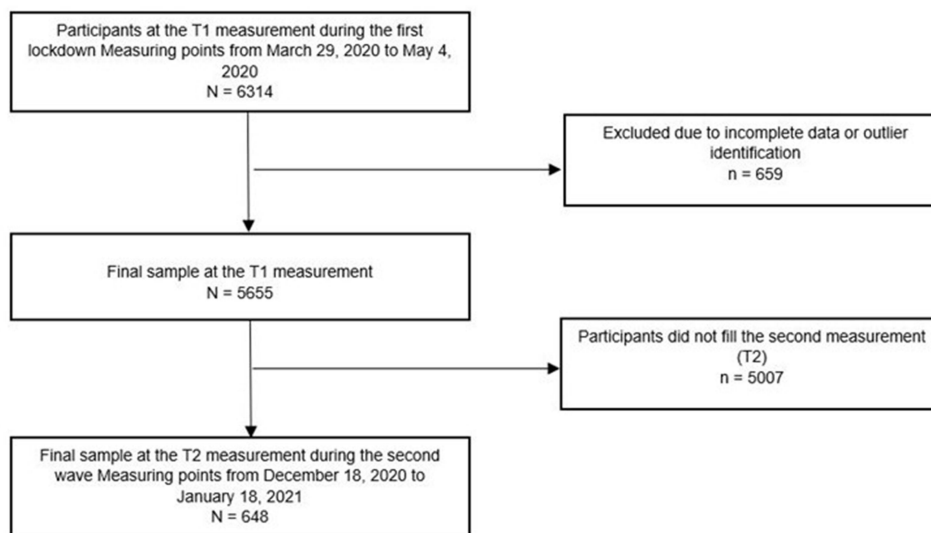 Participants at the T1 measurement during the first
lockdown Measuring points from March 29, 2020 to May 4,
2020
N = 6314
Excluded due to incomplete data or outlier
identification
n = 659
Final sample at the T1 measurement
N = 5655
Participants did not fill the second measurement
(T2)
n = 5007
Final sample at the T2 measurement during the second
wave Measuring points from December 18, 2020 to
January 18, 2021
N = 648